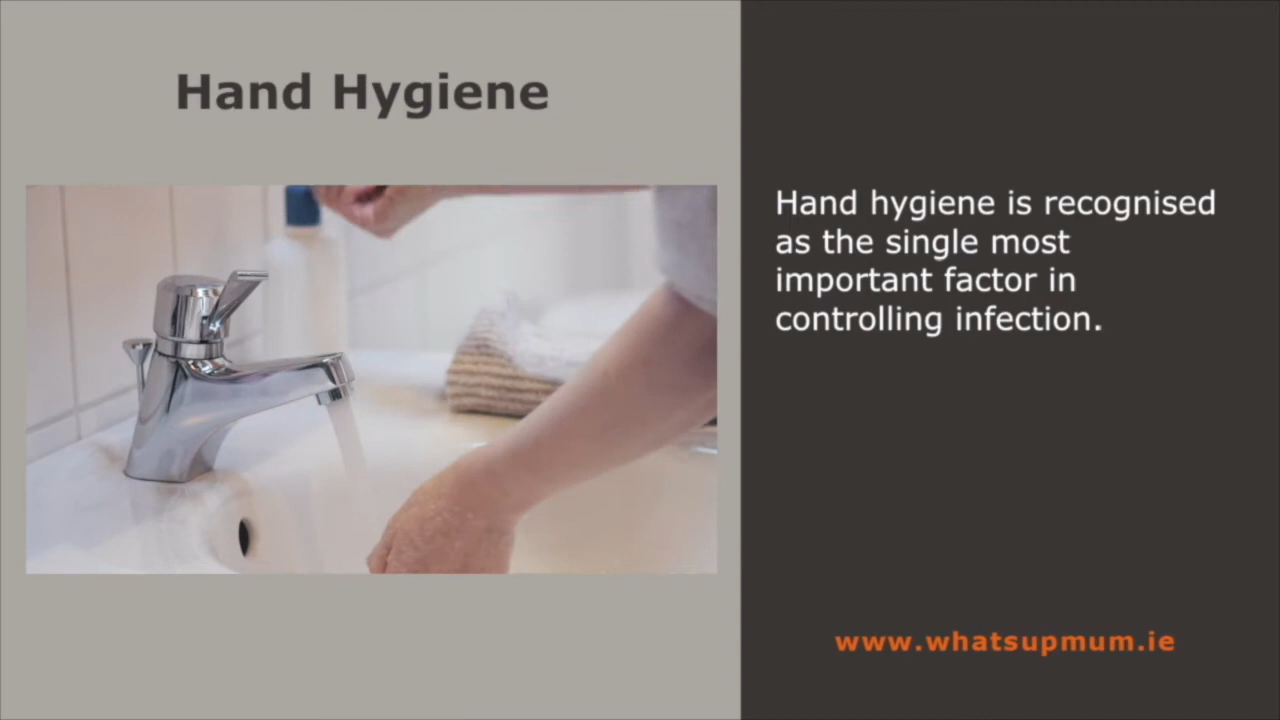 Hand Hygiene
Hand hygiene is recognised
as the single most
important factor in
controlling infection.
www.whatsupmum.ie